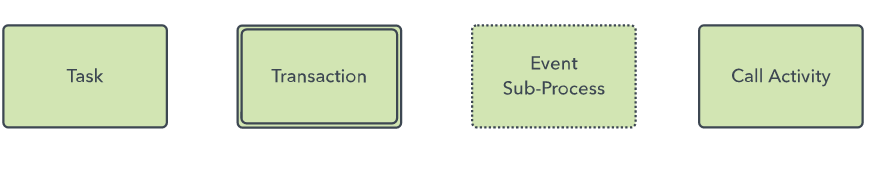 Task
Transaction
Event
Sub-Process
Call Activity